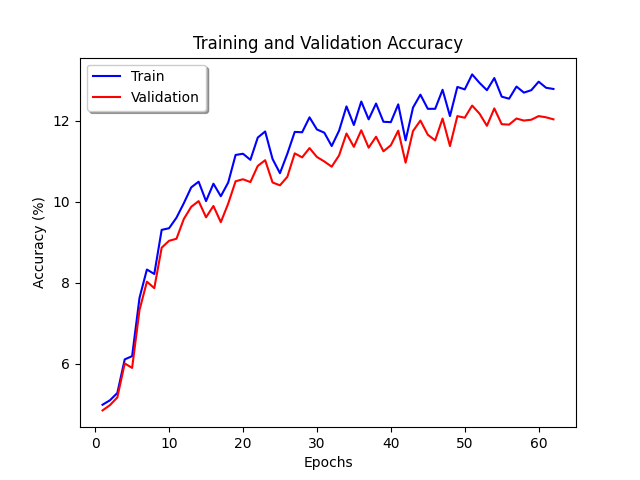 Training and Validation Accuracy
Train
Validation
Accuracy (%)
12
10
8
6
0 10 20 30 40 50 60
Epochs